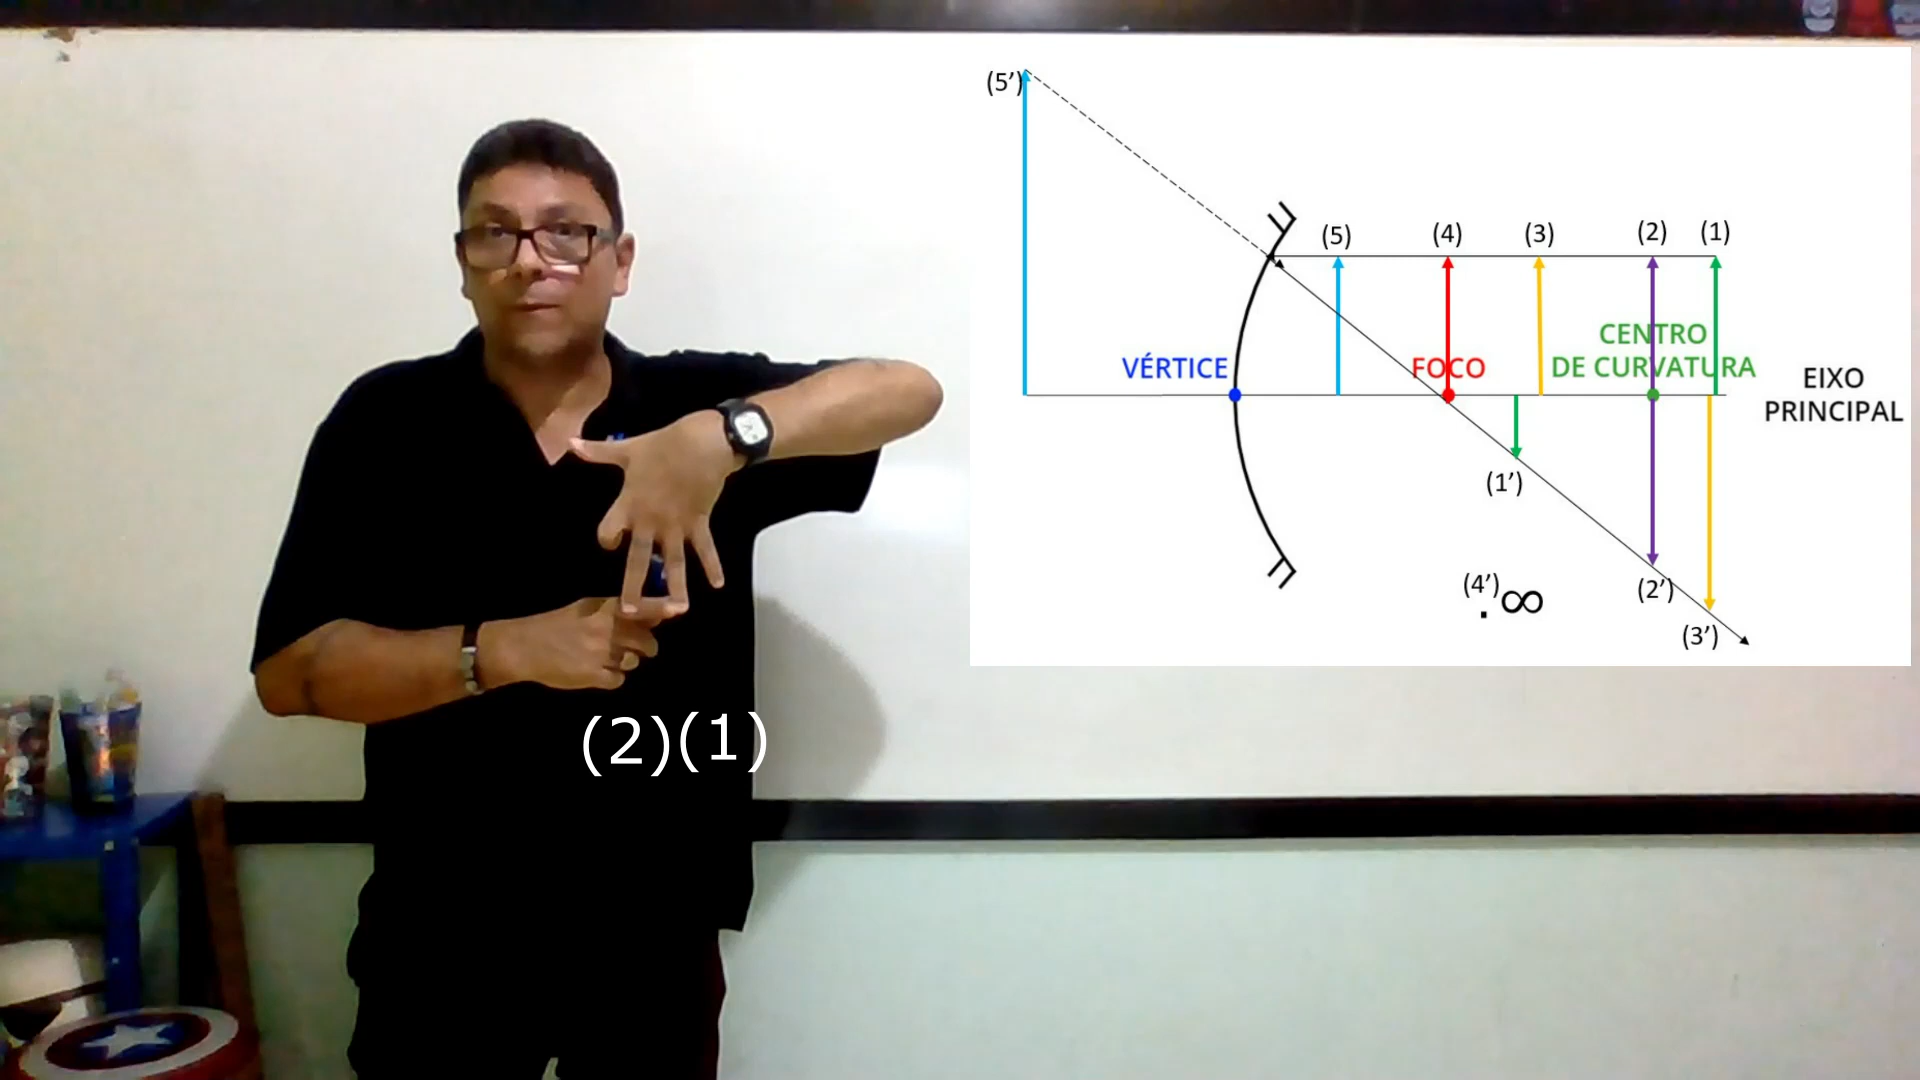 (5’)
(5)
(4)
(3)
(2)
(1)
CENTRO
DE CURVATURA
VÉRTICE
FOCO
EIXO
PRINCIPAL
(1’)
(4’)
∞
(2’)
(3’)
(2)(1)